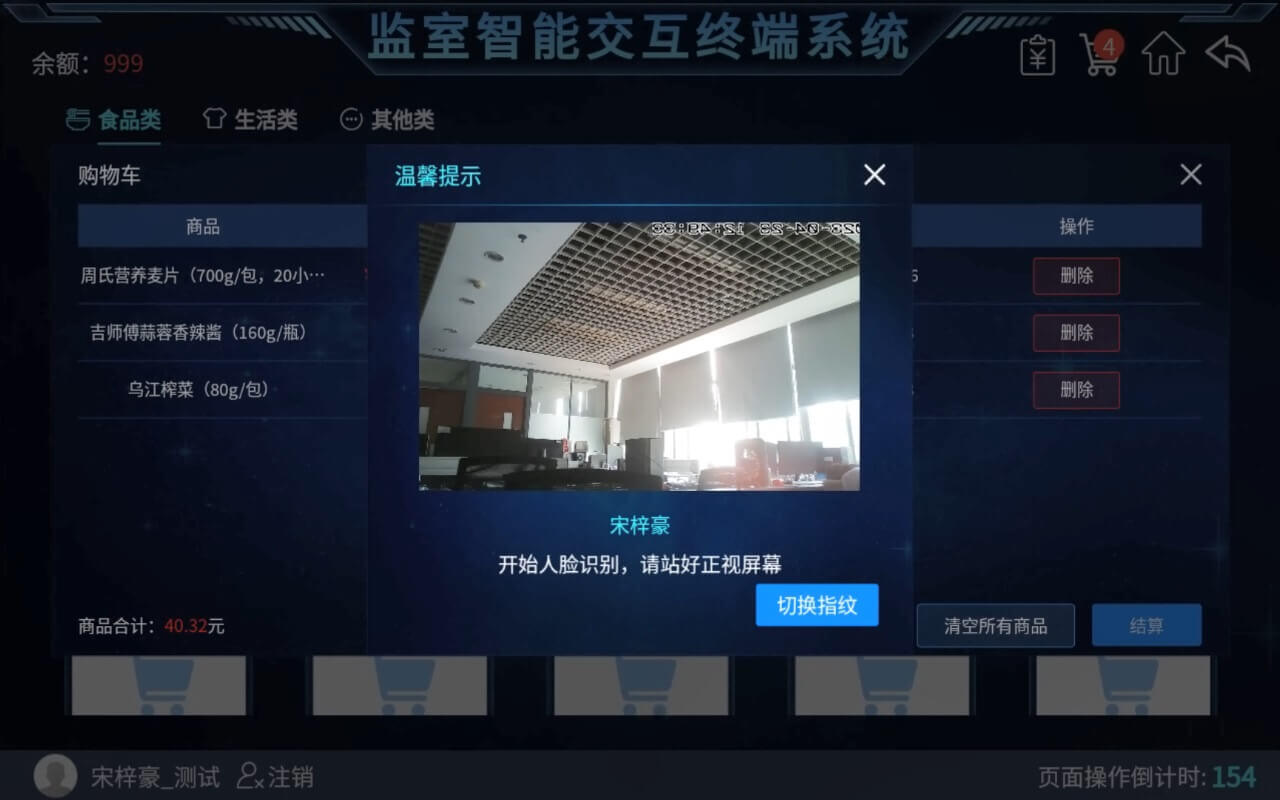 监室智能交互终端系统
余额：999
4
食品类
生活类
其他类
购物车
温馨提示
商品
操作
周氏营养麦片（700g/包，20小…
删除
吉师傅蒜蓉香辣酱（160g/瓶）
删除
乌江榨菜（80g/包）
删除
宋梓豪
开始人脸识别，请站好正视屏幕
切换指纹
商品合计：40.32元
清空所有商品
结算
宋梓豪_测试
注销
页面操作倒计时：154